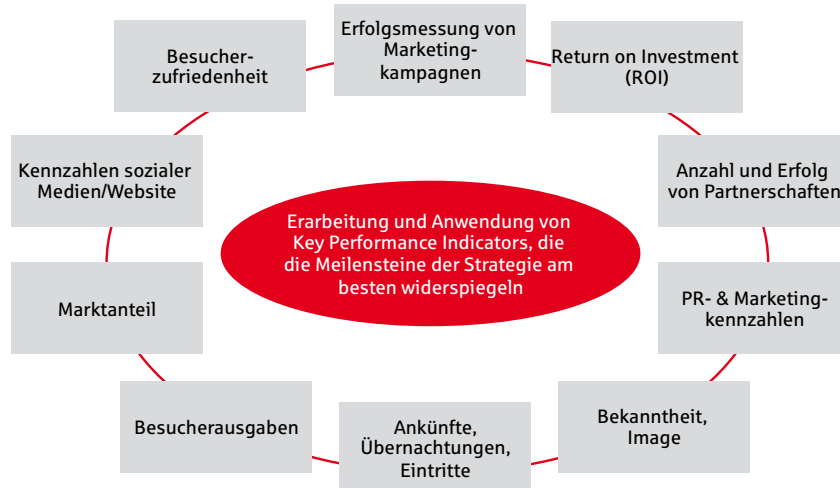 Erfolgsmessung von
Marketing-
kampagnen
Return on Investment
(ROI)
Anzahl und Erfolg
von Partnerschaften
PR- & Marketing-
kennzahlen
Bekanntheit,
Image
Ankünfte,
Übernachtungen,
Eintritte
Besucherausgaben
Marktanteil
Kennzahlen sozialer
Medien/Website
Besucher-
zufriedenheit
Erarbeitung und Anwendung von
Key Performance Indicators, die
die Meilensteine der Strategie am
besten widerspiegeln